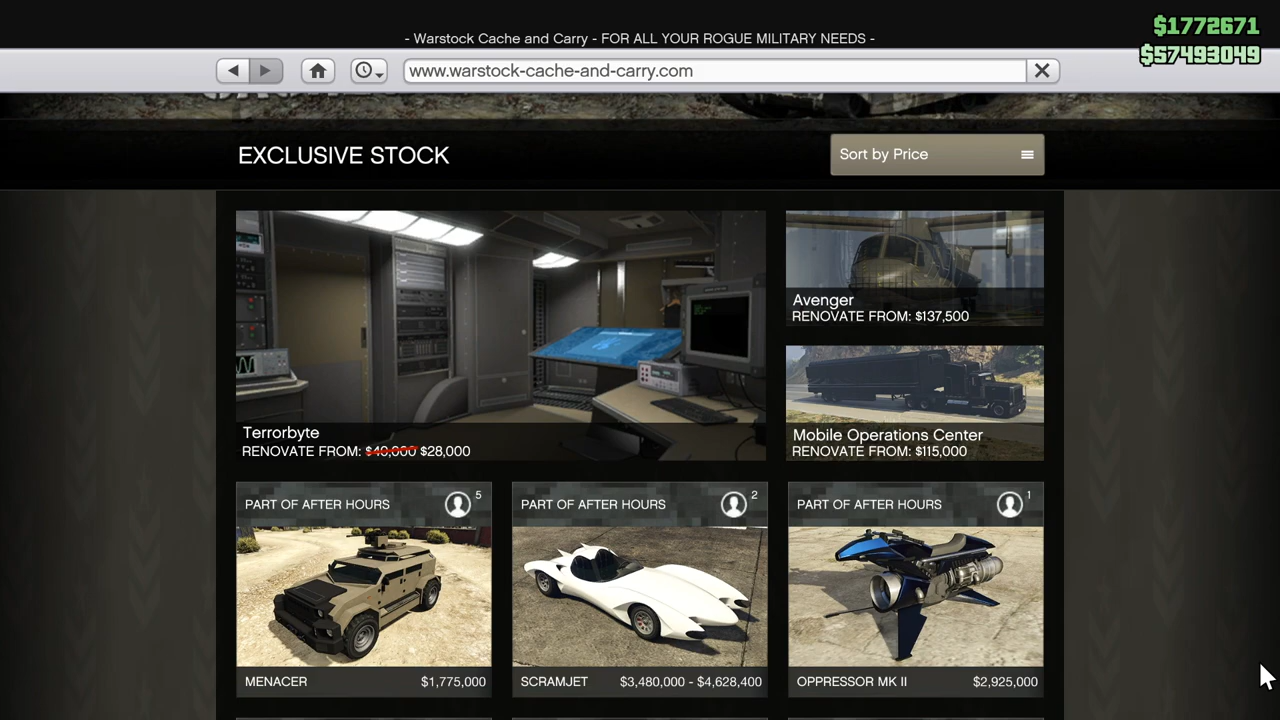 $1772671
- Warstock Cache and Carry - FOR ALL YOUR ROGUE MILITARY NEEDS -
$57493049
www.warstock-cache-and-carry.com
EXCLUSIVE STOCK
Sort by Price
Avenger
RENOVATE FROM: $137,500
Terrorbyte
RENOVATE FROM: $40,000 $28,000
Mobile Operations Center
RENOVATE FROM: $115,000
PART OF AFTER HOURS 5
PART OF AFTER HOURS 2
PART OF AFTER HOURS 1
MENACER $1,775,000
SCRAMJET $3,480,000 - $4,628,400
OPPRESSOR MK II $2,925,000